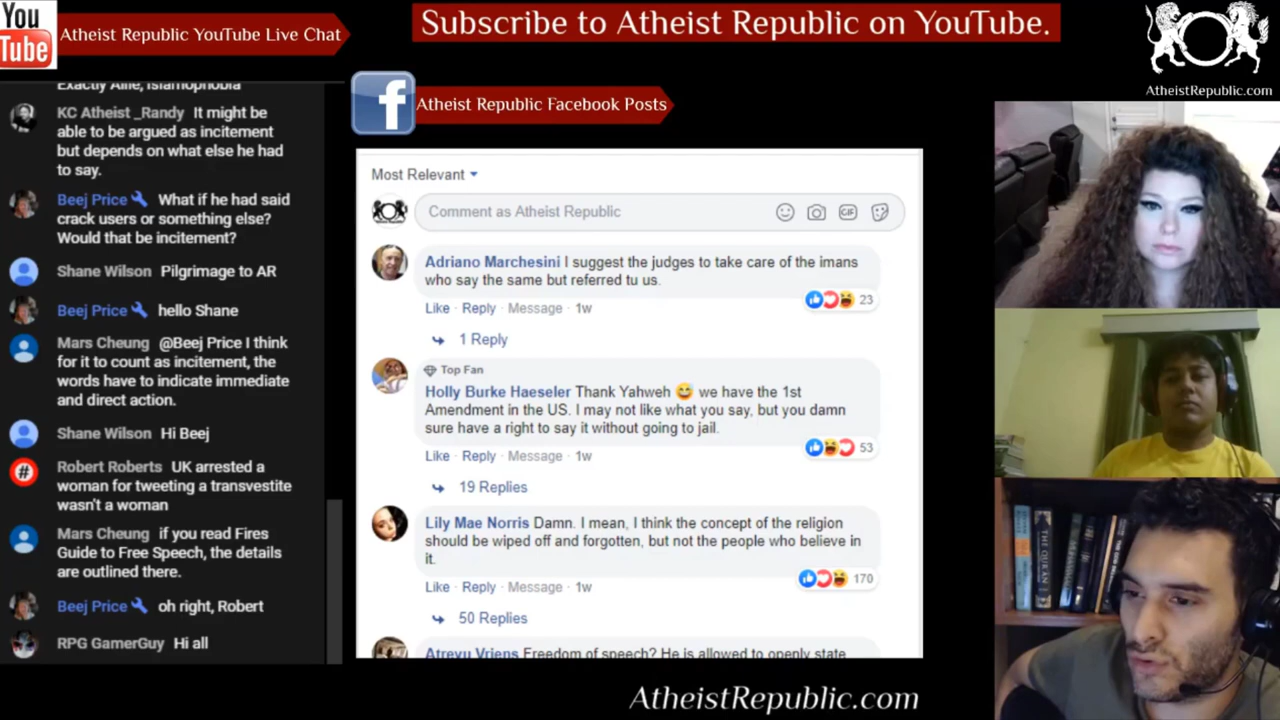 You
Tube
Atheist Republic YouTube Live Chat
Subscribe to Atheist Republic on YouTube.
AtheistRepublic.com
Atheist Republic Facebook Posts
Exactly Allie, Islamophobia
KC Atheist _Randy It might be
able to be argued as incitement
but depends on what else he had
to say.
Beej Price What if he had said
crack users or something else?
Would that be incitement?
Shane Wilson Pilgrimage to AR
Beej Price hello Shane
Mars Cheung @Beej Price I think
for it to count as incitement, the
words have to indicate immediate
and direct action.
Shane Wilson Hi Beej
Robert Roberts UK arrested a
woman for tweeting a transvestite
wasn't a woman
Mars Cheung if you read Fires
Guide to Free Speech, the details
are outlined there.
Beej Price oh right, Robert
RPG GamerGuy Hi all
Most Relevant
Comment as Atheist Republic
GIF
Adriano Marchesini I suggest the judges to take care of the imans
who say the same but referred tu us.
23
Like · Reply · Message · 1w
1 Reply
Top Fan
Holly Burke Haeseler Thank Yahweh 😅 we have the 1st
Amendment in the US. I may not like what you say, but you damn
sure have a right to say it without going to jail.
53
Like · Reply · Message · 1w
19 Replies
Lily Mae Norris Damn. I mean, I think the concept of the religion
should be wiped off and forgotten, but not the people who believe in
it.
170
Like · Reply · Message · 1w
50 Replies
Atreyu Vriens Freedom of speech? He is allowed to openly state
THE QUR'AN
AtheistRepublic.com